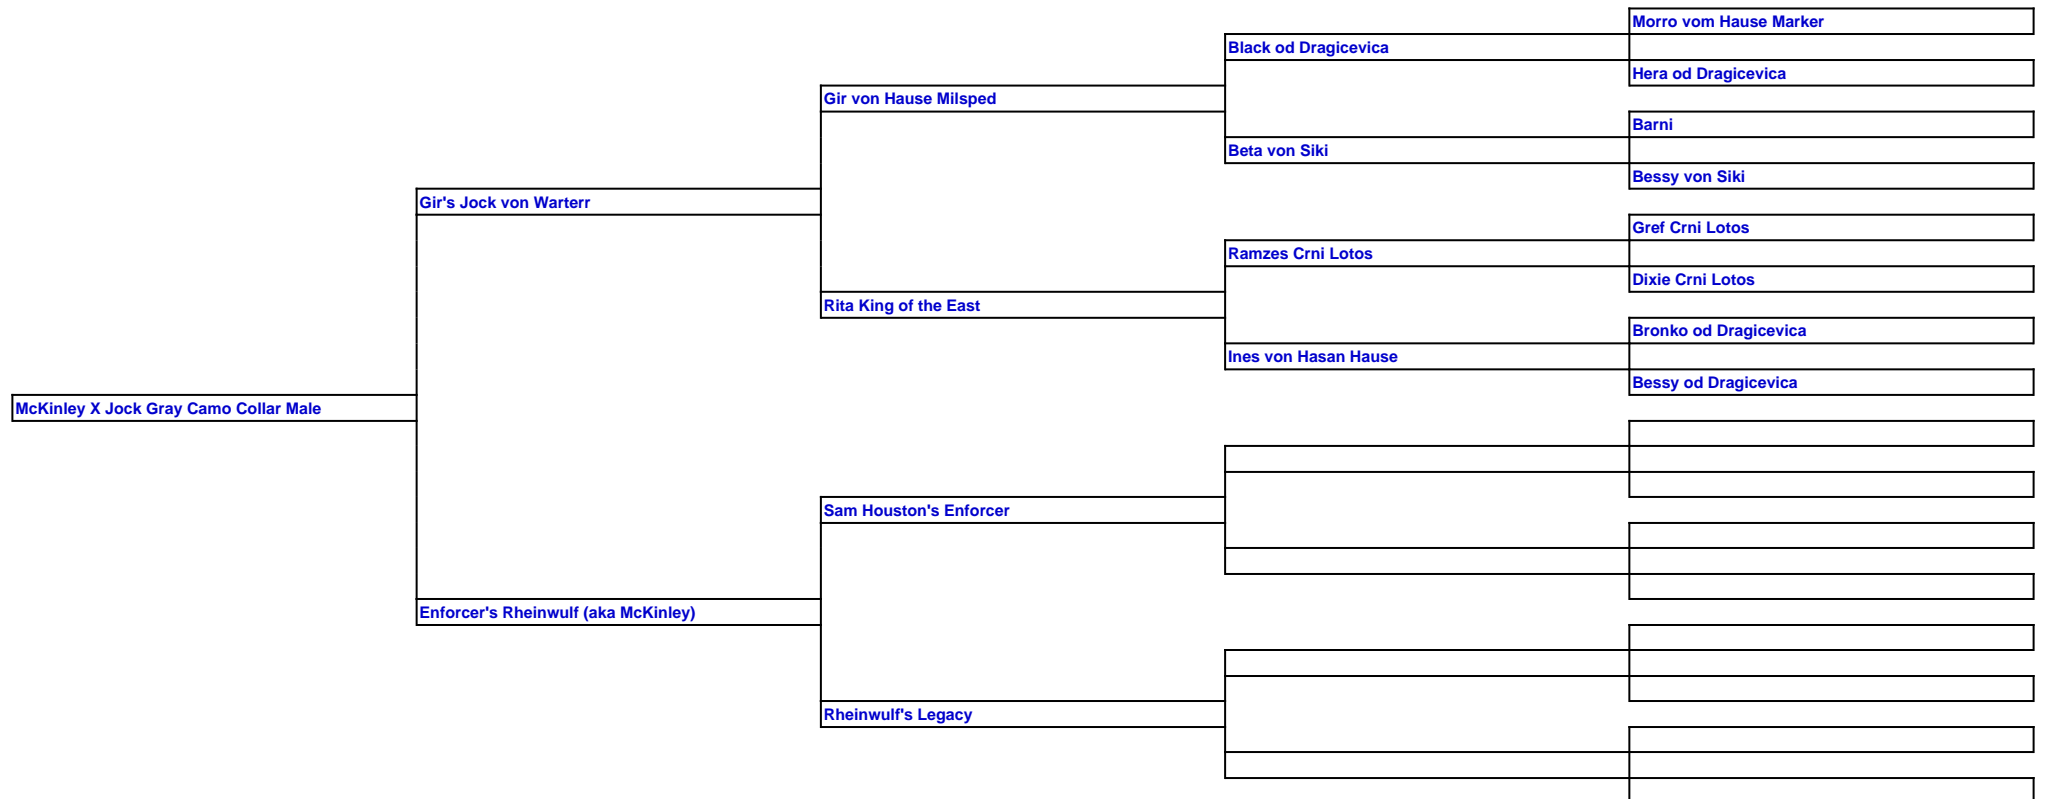 Morro vom Hause Marker
Black od Dragicevica
Hera od Dragicevica
Gir von Hause Milsped
Barni
Beta von Siki
Bessy von Siki
Gir's Jock von Warterr
Gref Crni Lotos
Ramzes Crni Lotos
Dixie Crni Lotos
Rita King of the East
Bronko od Dragicevica
Ines von Hasan Hause
Bessy od Dragicevica
McKinley X Jock Gray Camo Collar Male
Sam Houston's Enforcer
Enforcer's Rheinwulf (aka McKinley)
Rheinwulf's Legacy